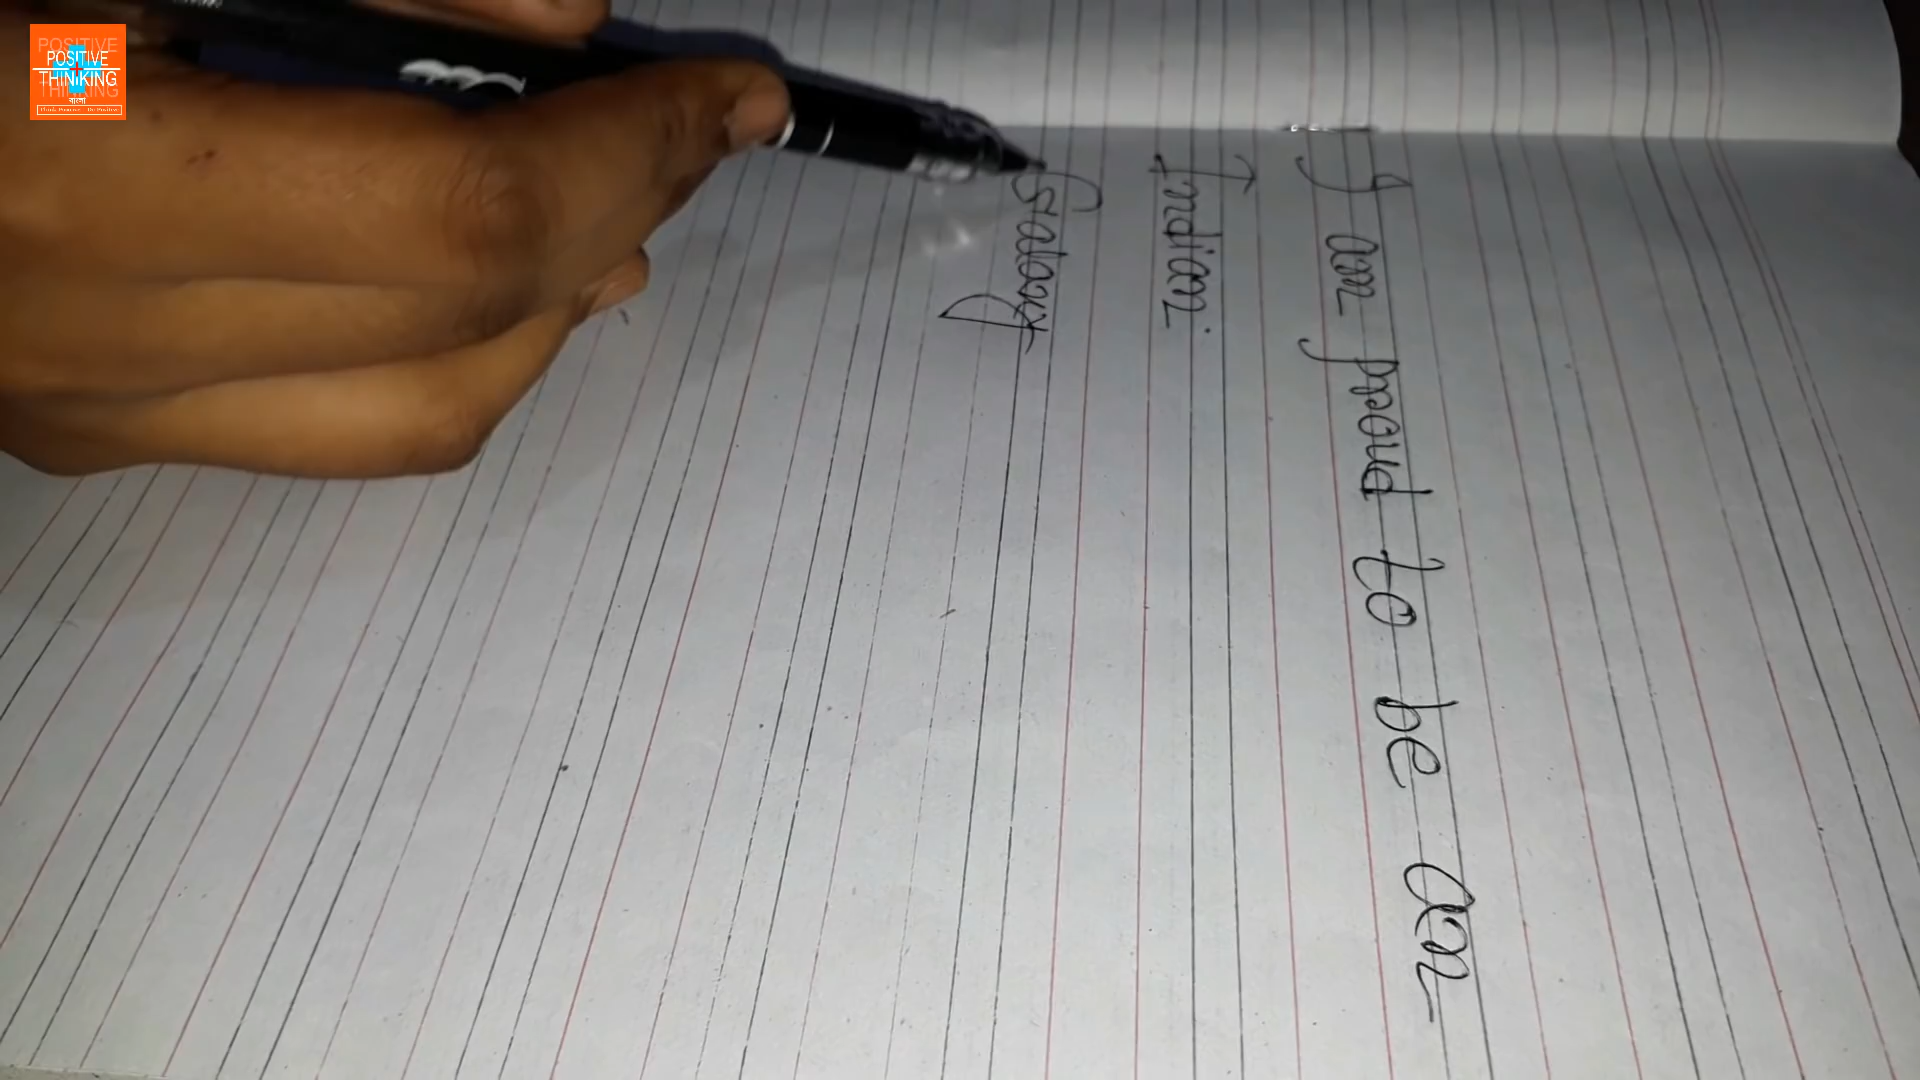 POSITIVE
THINKING
বাংলা
I am proud to be an
Indian.